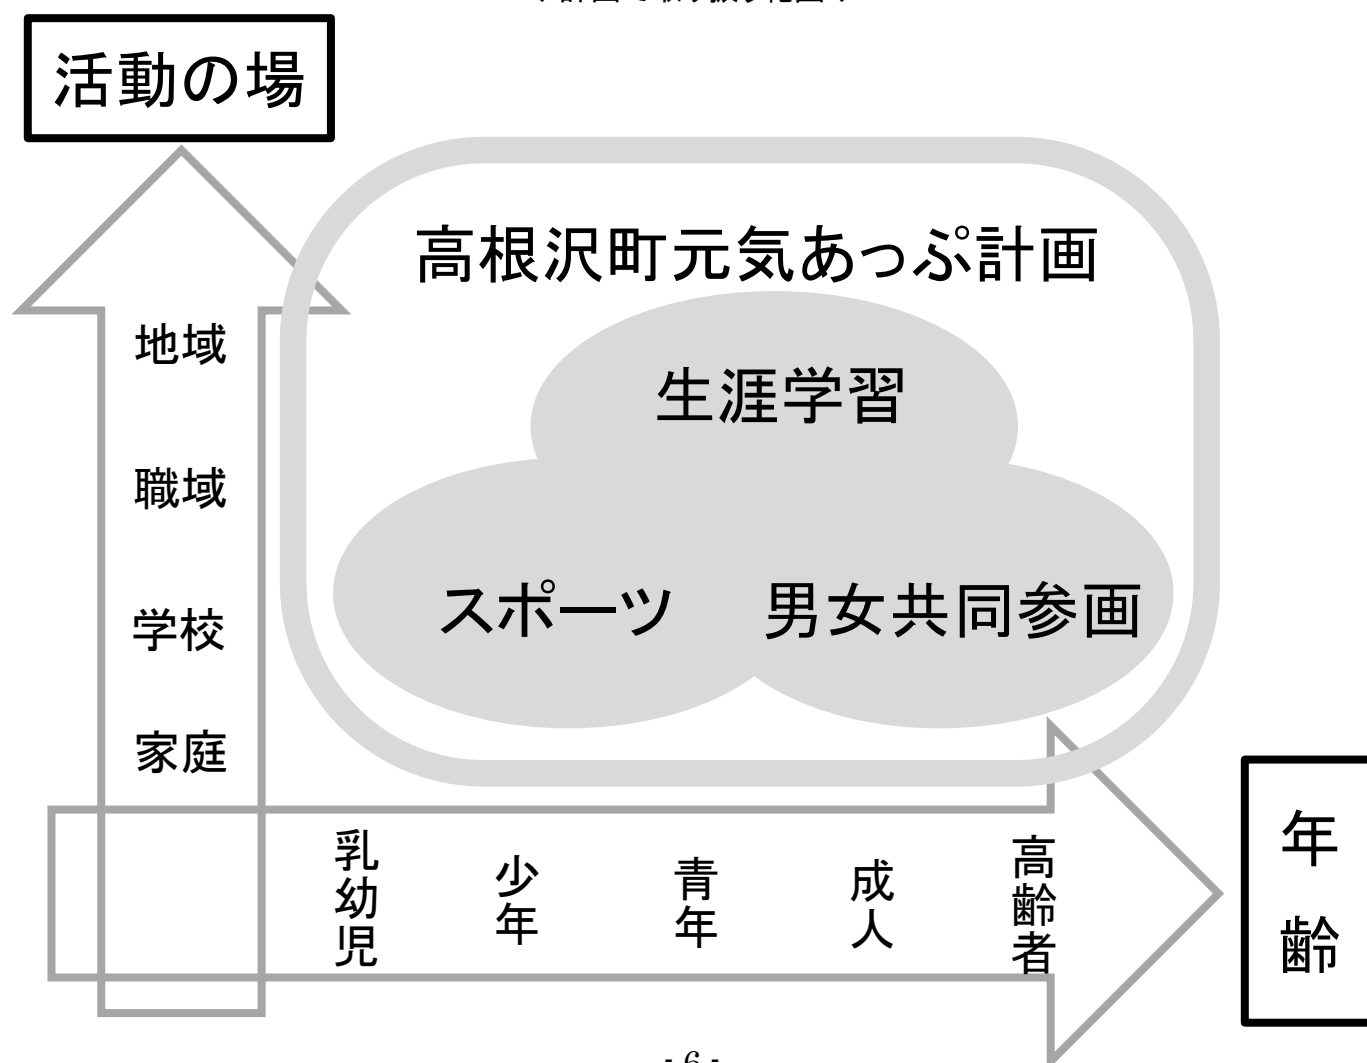 活動の場
高根沢町元気あっぷ計画
地域
生涯学習
職域
スポーツ
男女共同参画
学校
家庭
乳幼児
少年
青年
成人
高齢者
年齢
- 6 -